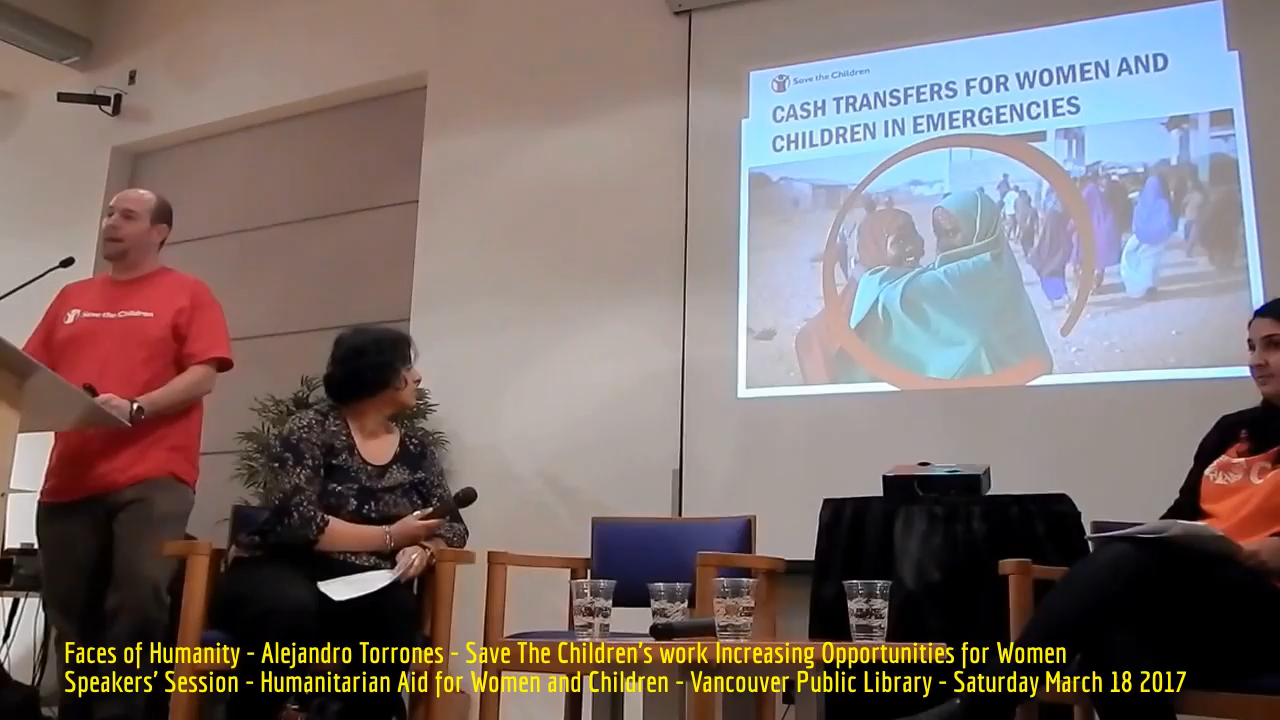 Save the Children
CASH TRANSFERS FOR WOMEN AND
CHILDREN IN EMERGENCIES
Save the Children
Faces of Humanity - Alejandro Torrones - Save The Children's work Increasing Opportunities for Women
Speakers' Session - Humanitarian Aid for Women and Children - Vancouver Public Library - Saturday March 18 2017